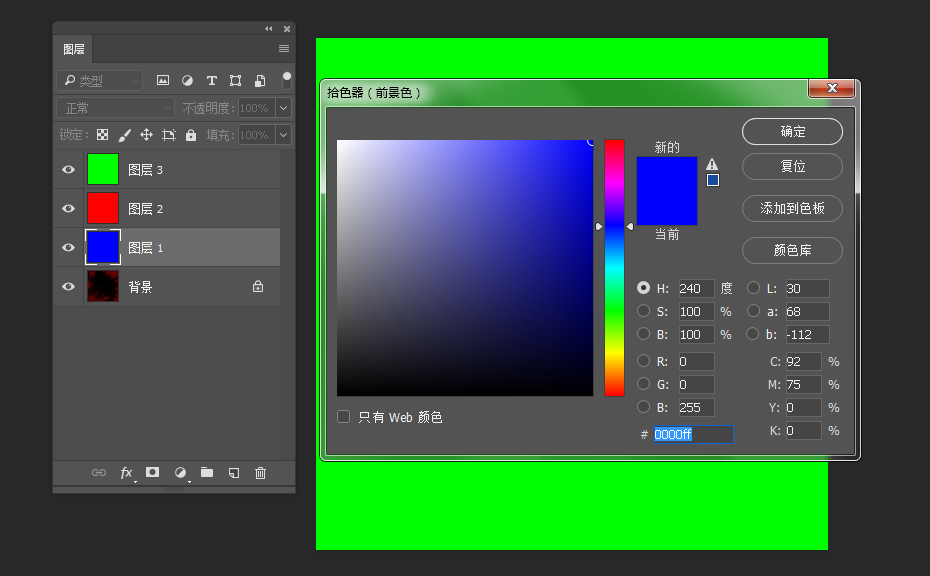 图层
类型
正常 不透明度: 100%
锁定: 填充: 100%
图层 3
图层 2
图层 1
背景
fx
拾色器（前景色）
新的
当前
确定
复位
添加到色板
颜色库
H: 240 度
S: 100 %
B: 100 %
R: 0
G: 0
B: 255
# 0000ff
L: 30
a: 68
b: -112
C: 92 %
M: 75 %
Y: 0 %
K: 0 %
只有 Web 颜色